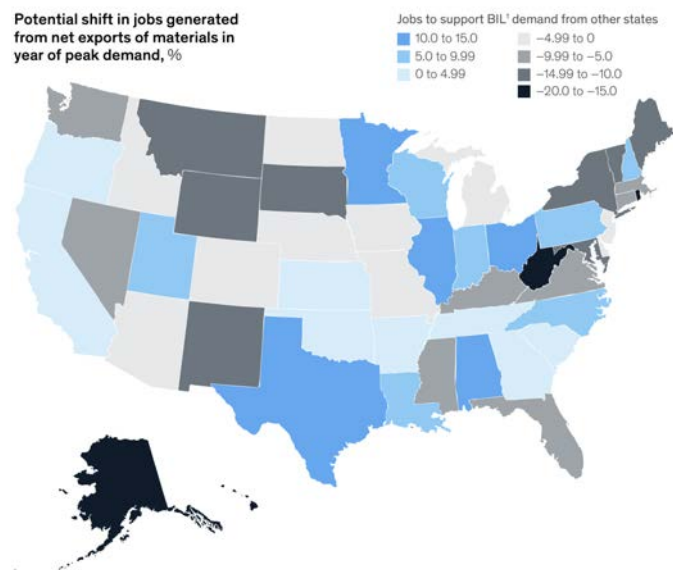 Potential shift in jobs generated
from net exports of materials in
year of peak demand, %
Jobs to support BIL¹ demand from other states
10.0 to 15.0
5.0 to 9.99
0 to 4.99
−4.99 to 0
−9.99 to −5.0
−14.99 to −10.0
−20.0 to −15.0